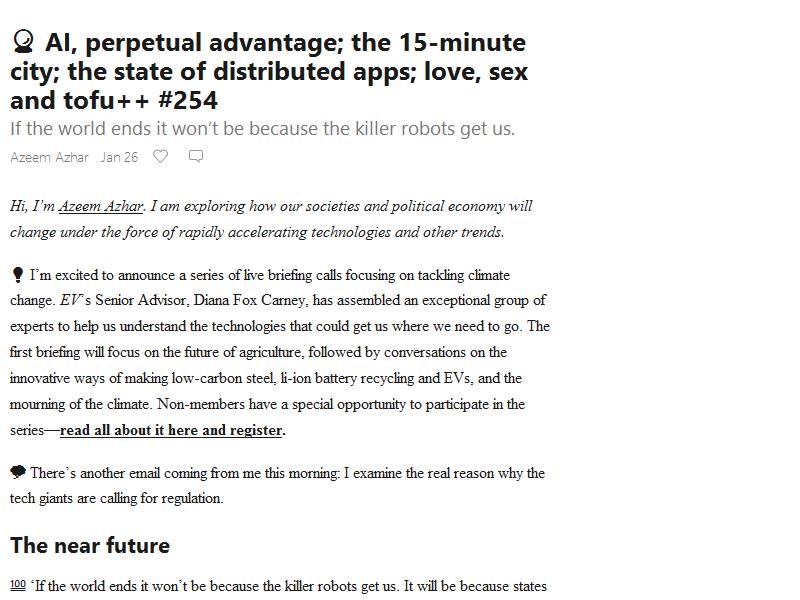 🔮 AI, perpetual advantage; the 15-minute
city; the state of distributed apps; love, sex
and tofu++ #254
If the world ends it won't be because the killer robots get us.
Azeem Azhar Jan 26
Hi, I'm Azeem Azhar. I am exploring how our societies and political economy will
change under the force of rapidly accelerating technologies and other trends.
💡 I'm excited to announce a series of live briefing calls focusing on tackling climate
change. EV's Senior Advisor, Diana Fox Carney, has assembled an exceptional group of
experts to help us understand the technologies that could get us where we need to go. The
first briefing will focus on the future of agriculture, followed by conversations on the
innovative ways of making low-carbon steel, li-ion battery recycling and EVs, and the
mourning of the climate. Non-members have a special opportunity to participate in the
series—read all about it here and register.
💭 There's another email coming from me this morning: I examine the real reason why the
tech giants are calling for regulation.
The near future
💯 'If the world ends it won't be because the killer robots get us. It will be because states